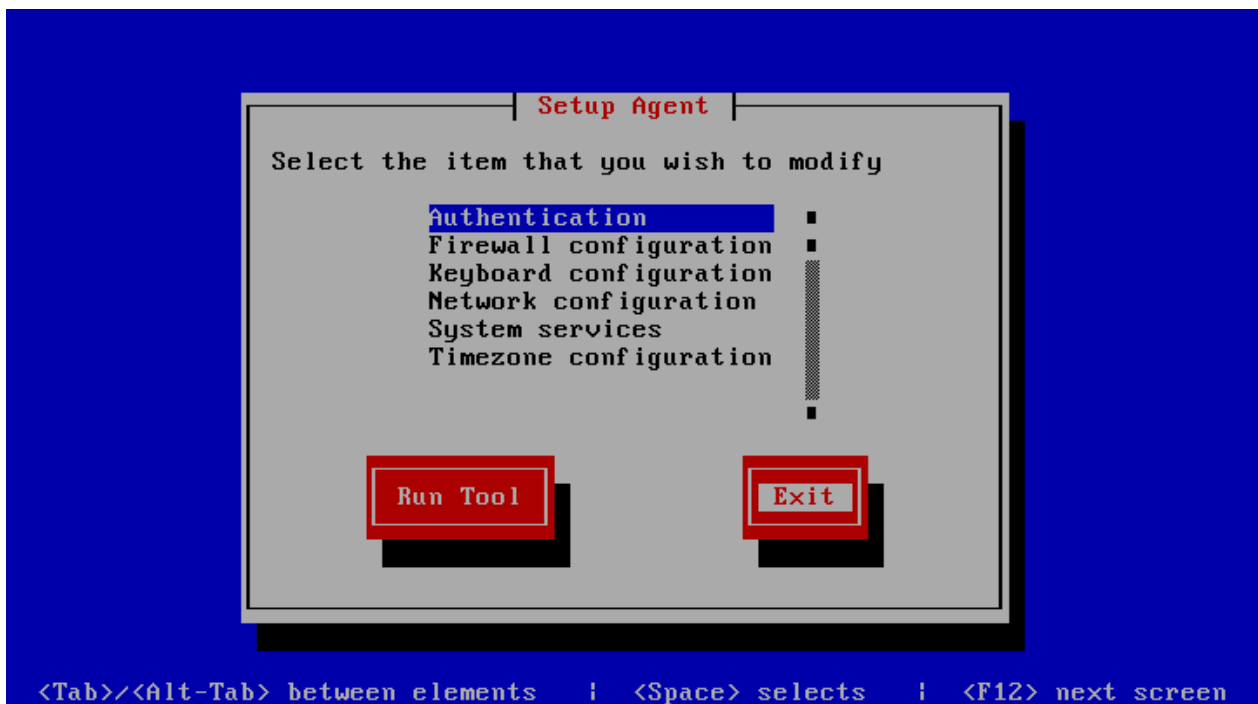 Setup Agent
Select the item that you wish to modify
Authentication
Firewall configuration
Keyboard configuration
Network configuration
System services
Timezone configuration
Run Tool Exit
<Tab>/<Alt-Tab> between elements | <Space> selects | <F12> next screen